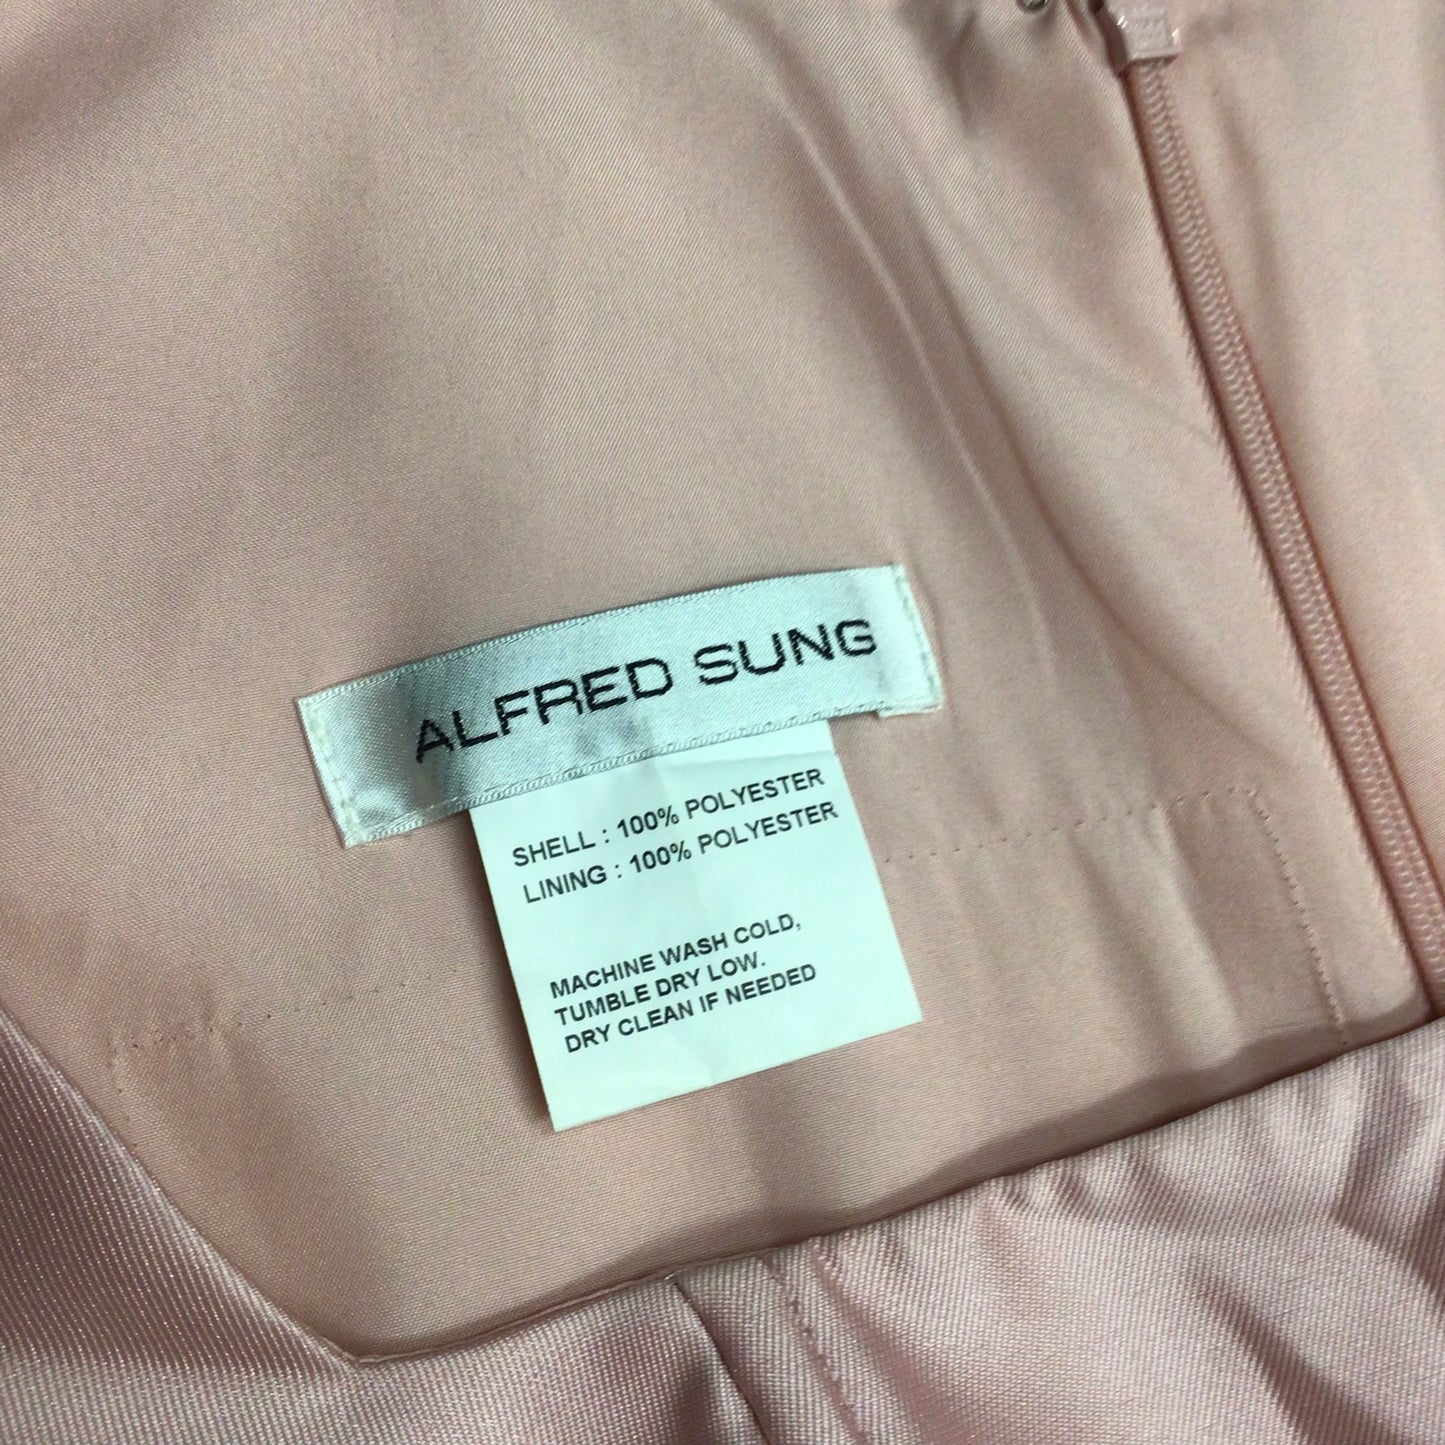 ALFRED SUNG
SHELL : 100% POLYESTER
LINING : 100% POLYESTER
MACHINE WASH COLD,
TUMBLE DRY LOW.
DRY CLEAN IF NEEDED